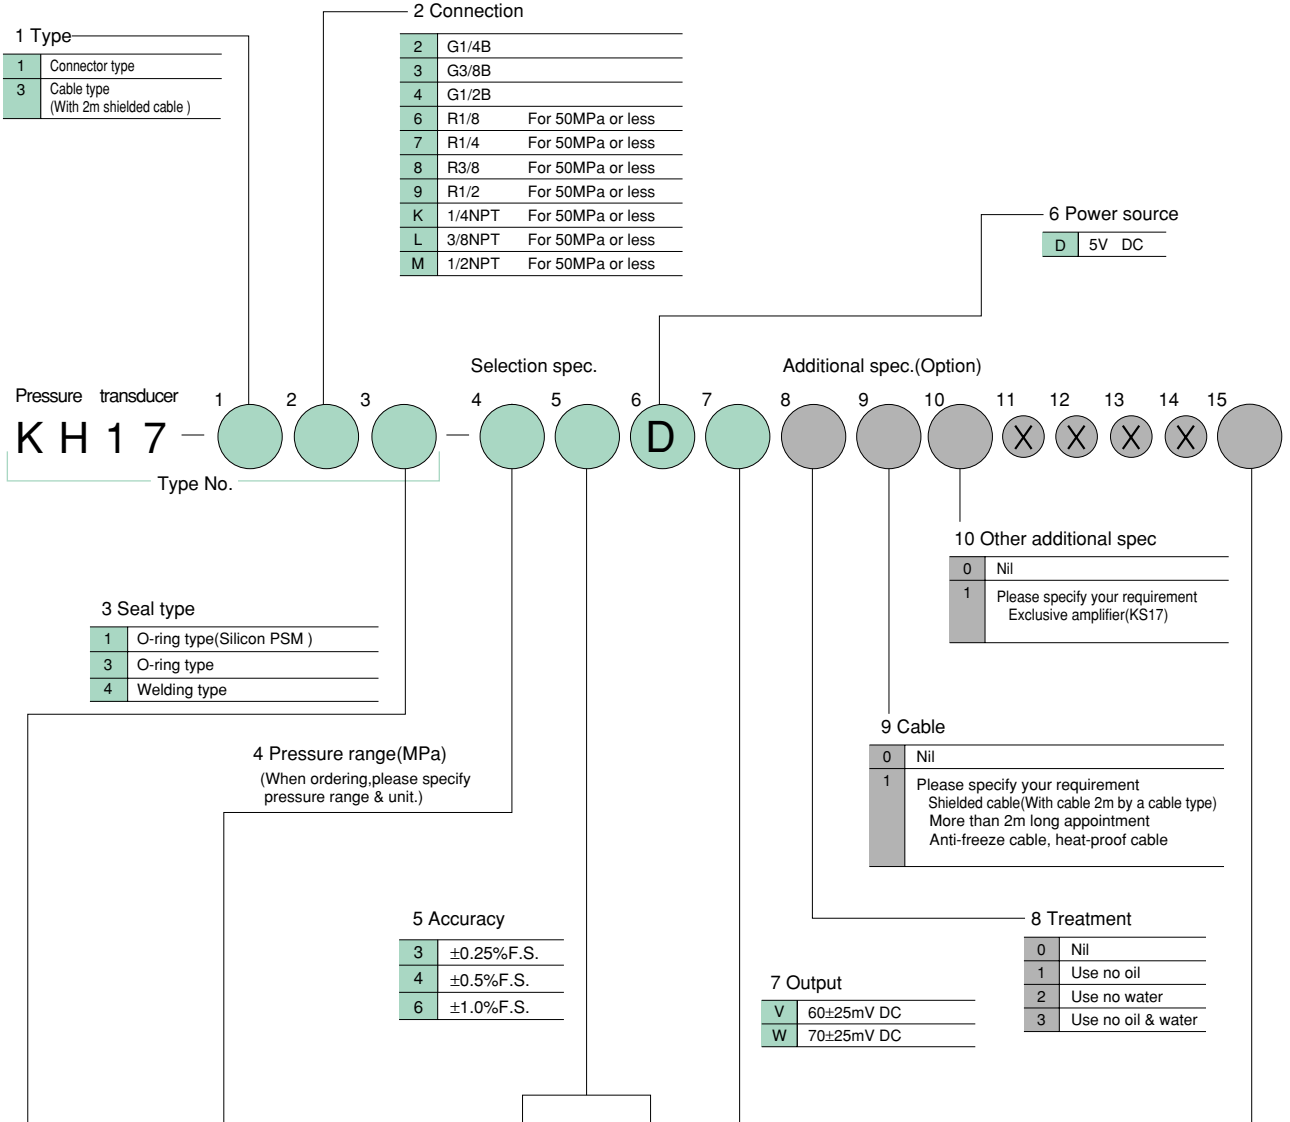 2 Connection
1 Type
1 Connector type
3 Cable type
(With 2m shielded cable )
2 G1/4B
3 G3/8B
4 G1/2B
6 R1/8 For 50MPa or less
7 R1/4 For 50MPa or less
8 R3/8 For 50MPa or less
9 R1/2 For 50MPa or less
K 1/4NPT For 50MPa or less
L 3/8NPT For 50MPa or less
M 1/2NPT For 50MPa or less
6 Power source
D 5V DC
Selection spec. Additional spec.(Option)
Pressure transducer 1 2 3 4 5 6 7 8 9 10 11 12 13 14 15
KH17 — — D X X X X
Type No.
10 Other additional spec
0 Nil
1 Please specify your requirement
Exclusive amplifier(KS17)
3 Seal type
1 O-ring type(Silicon PSM )
3 O-ring type
4 Welding type
9 Cable
0 Nil
1 Please specify your requirement
Shielded cable(With cable 2m by a cable type)
More than 2m long appointment
Anti-freeze cable, heat-proof cable
4 Pressure range(MPa)
(When ordering,please specify
pressure range & unit.)
5 Accuracy
3 ±0.25%F.S.
4 ±0.5%F.S.
6 ±1.0%F.S.
8 Treatment
0 Nil
1 Use no oil
2 Use no water
3 Use no oil & water
7 Output
V 60±25mV DC
W 70±25mV DC